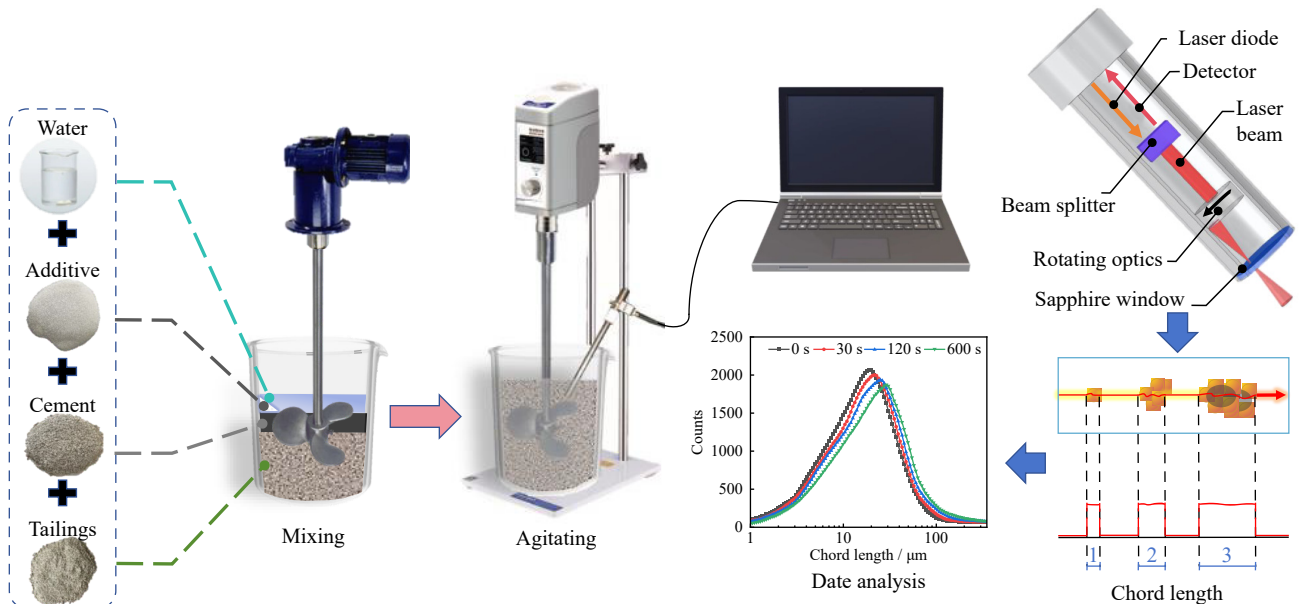 Water
Additive
Cement
Tailings
Mixing
Agitating
Laser diode
Detector
Laser
beam
Beam splitter
Rotating optics
Sapphire window
0 s 30 s 120 s 600 s
2500
2000
1500
1000
500
0
Counts
1 10 100
Chord length / μm
Date analysis
1 2 3
Chord length